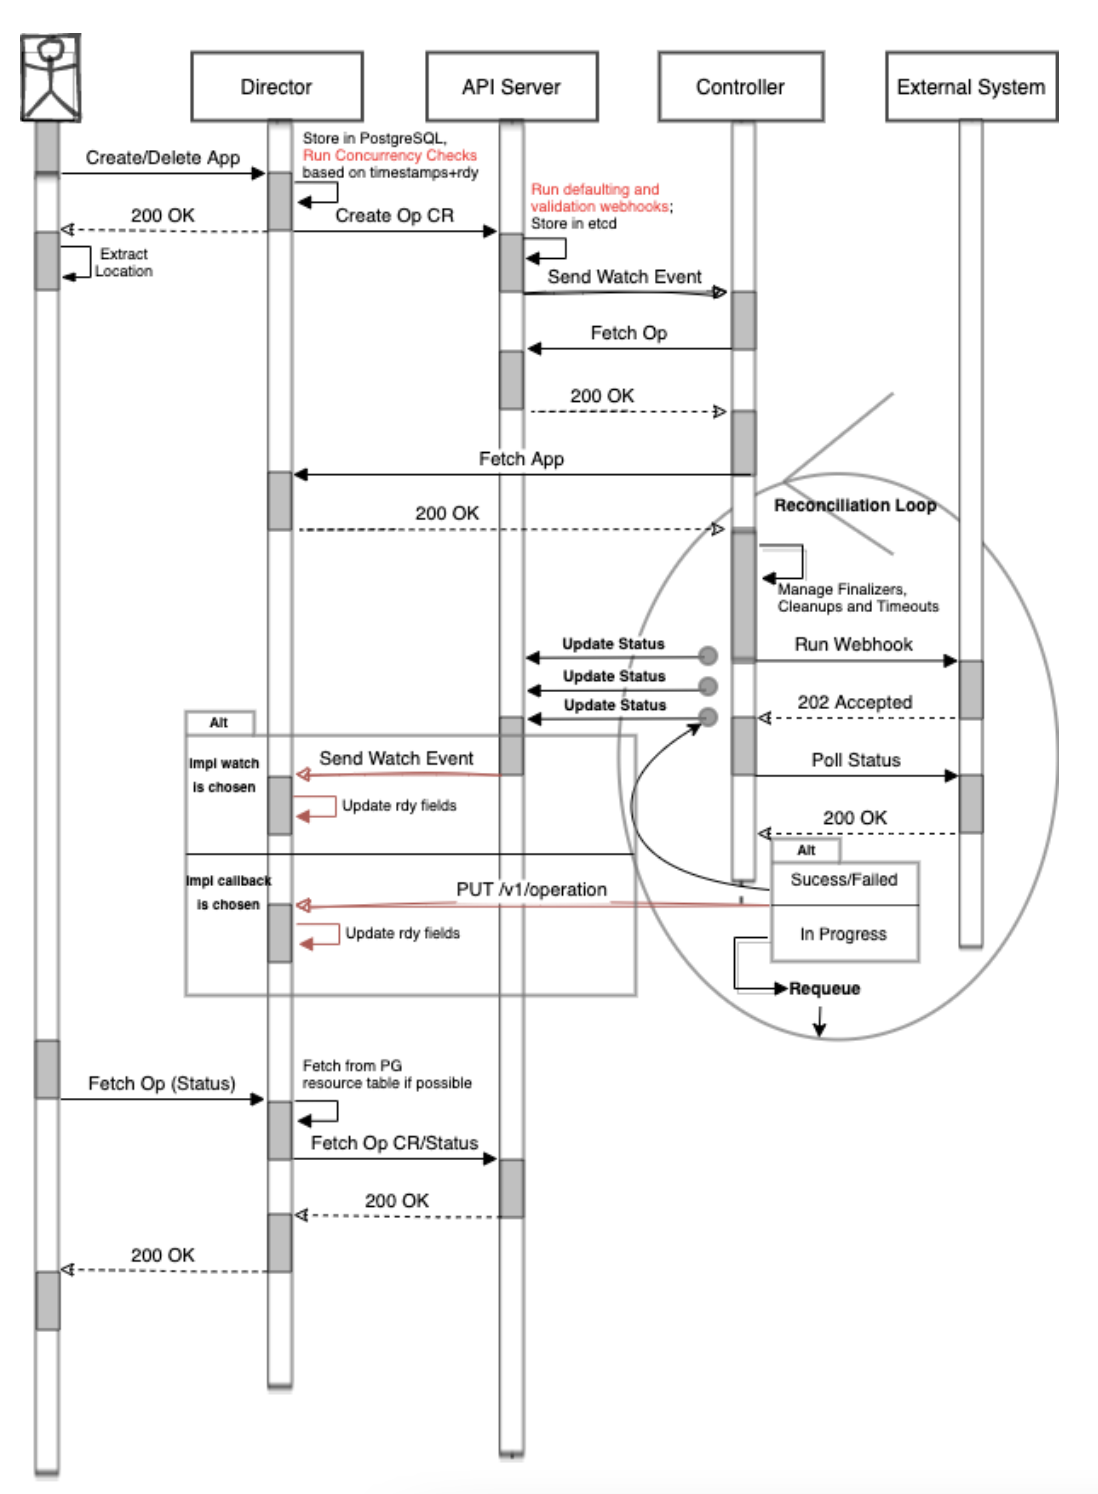 Director
API Server
Controller
External System
Store in PostgreSQL,
Run Concurrency Checks
based on timestamps+rdy
Create/Delete App
Run defaulting and
validation webhooks;
Store in etcd
200 OK
Create Op CR
Extract
Location
Send Watch Event
Fetch Op
200 OK
Fetch App
Reconciliation Loop
200 OK
Manage Finalizers,
Cleanups and Timeouts
Update Status
Run Webhook
Update Status
Update Status
202 Accepted
Alt
Impl watch
is chosen
Send Watch Event
Poll Status
Update rdy fields
200 OK
Alt
Impl callback
is chosen
PUT /v1/operation
Sucess/Failed
Update rdy fields
In Progress
Requeue
Fetch from PG
resource table if possible
Fetch Op (Status)
Fetch Op CR/Status
200 OK
200 OK